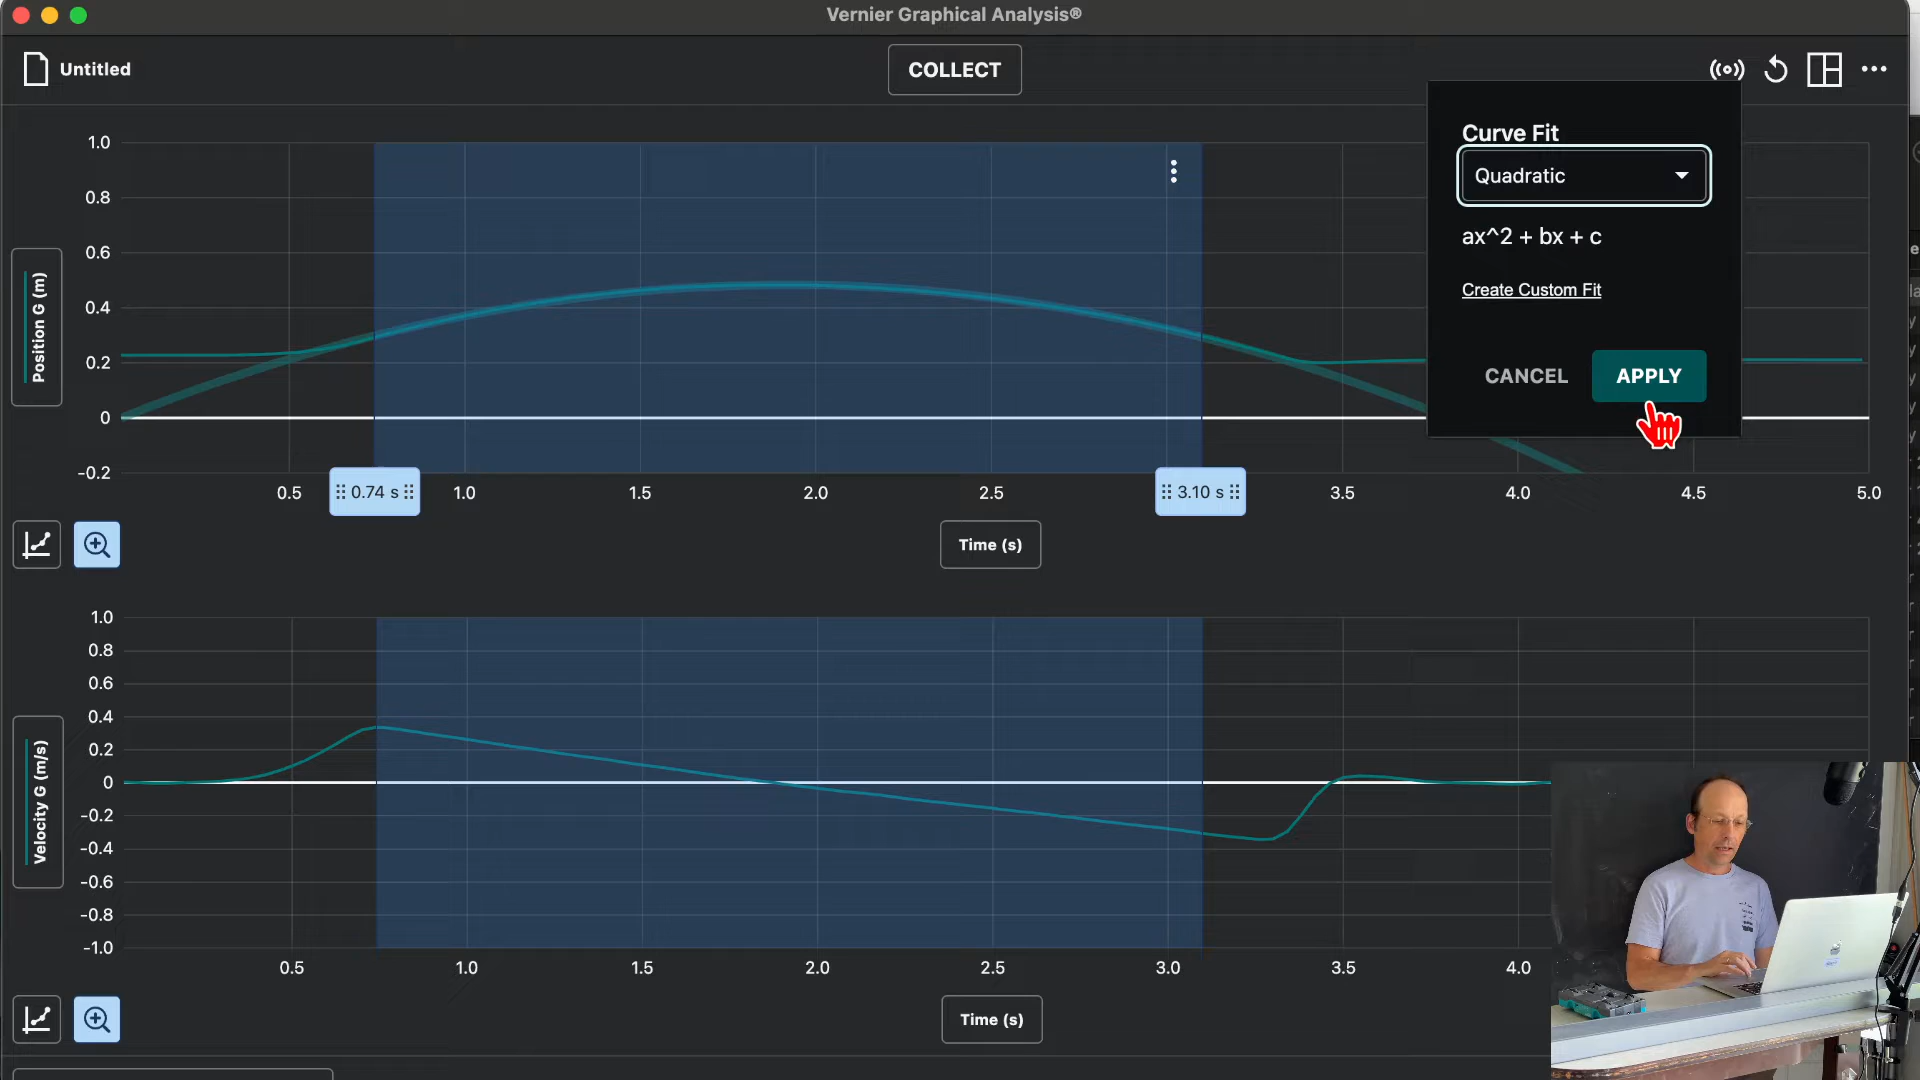 Vernier Graphical Analysis®
Untitled
COLLECT
Curve Fit
Quadratic
ax^2 + bx + c
Create Custom Fit
CANCEL
APPLY
Position G (m)
1.0
0.8
0.6
0.4
0.2
0
-0.2
0.5
0.74 s
1.0
1.5
2.0
2.5
3.10 s
3.5
4.0
4.5
5.0
Time (s)
Velocity G (m/s)
1.0
0.8
0.6
0.4
0.2
0
-0.2
-0.4
-0.6
-0.8
-1.0
0.5
1.0
1.5
2.0
2.5
3.0
3.5
4.0
Time (s)